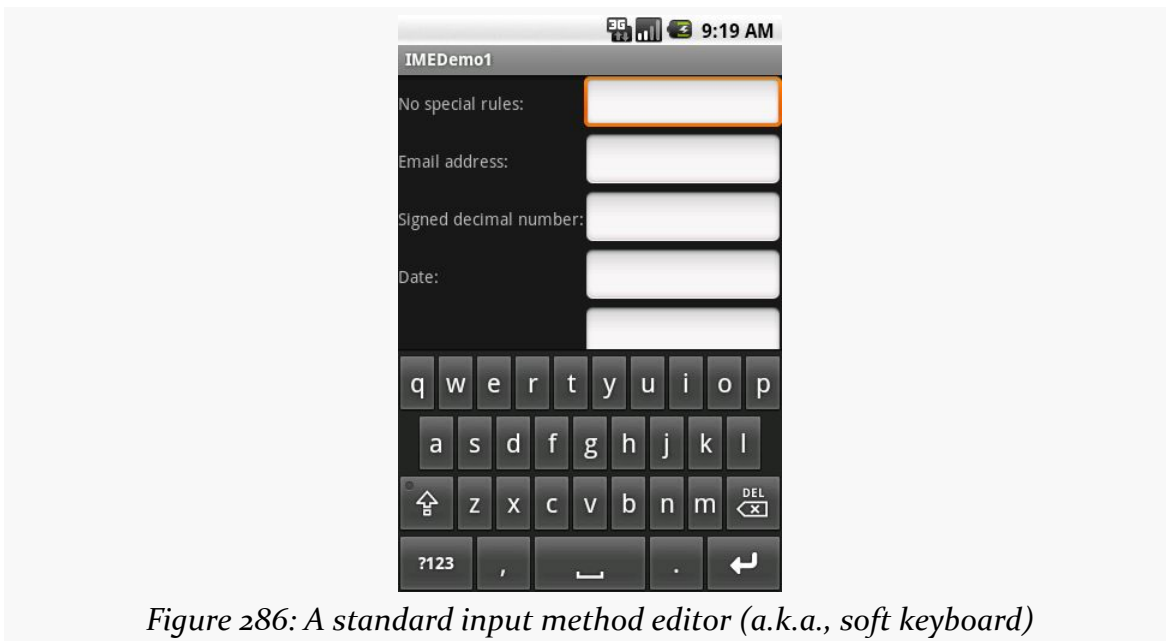 3G 9:19 AM
IMEDemo1
No special rules:
Email address:
Signed decimal number:
Date:
q w e r t y u i o p
a s d f g h j k l
z x c v b n m DEL
?123 , .
Figure 286: A standard input method editor (a.k.a., soft keyboard)